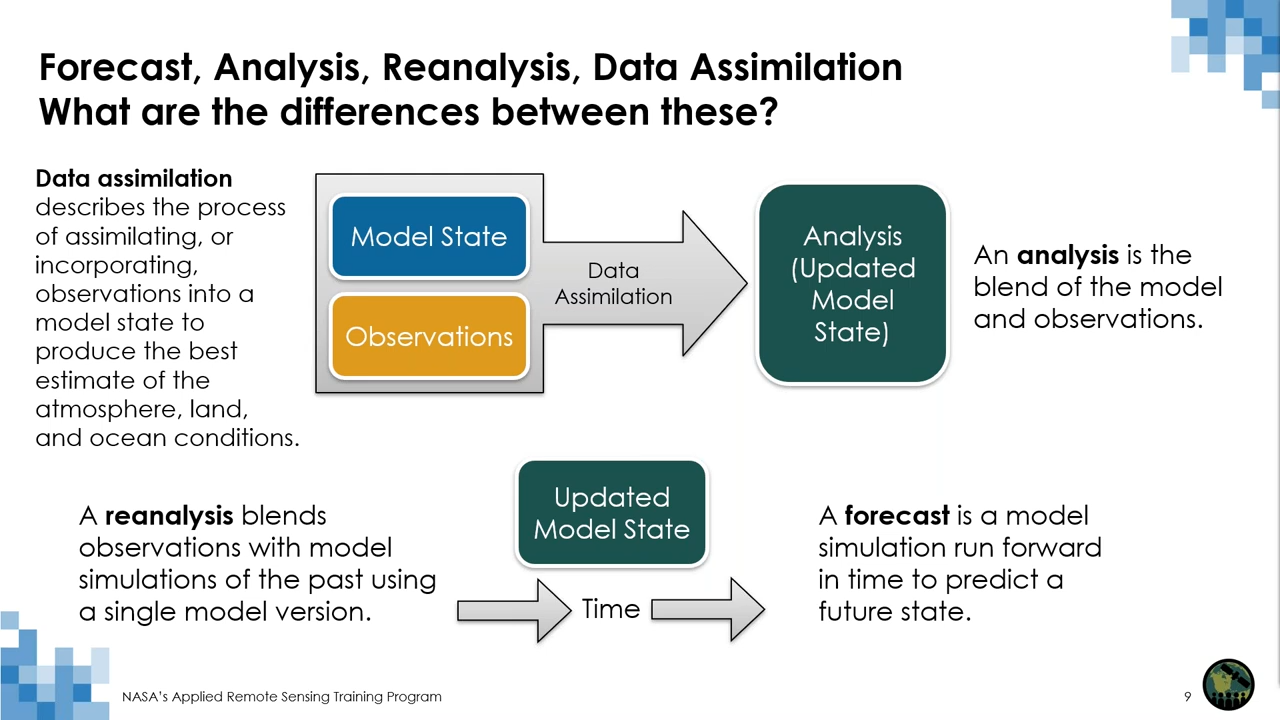 Forecast, Analysis, Reanalysis, Data Assimilation
What are the differences between these?
Data assimilation
describes the process
of assimilating, or
incorporating,
observations into a
model state to
produce the best
estimate of the
atmosphere, land,
and ocean conditions.
Model State
Observations
Data
Assimilation
Analysis
(Updated
Model
State)
An analysis is the
blend of the model
and observations.
A reanalysis blends
observations with model
simulations of the past using
a single model version.
Updated
Model State
Time
A forecast is a model
simulation run forward
in time to predict a
future state.
NASA's Applied Remote Sensing Training Program
9